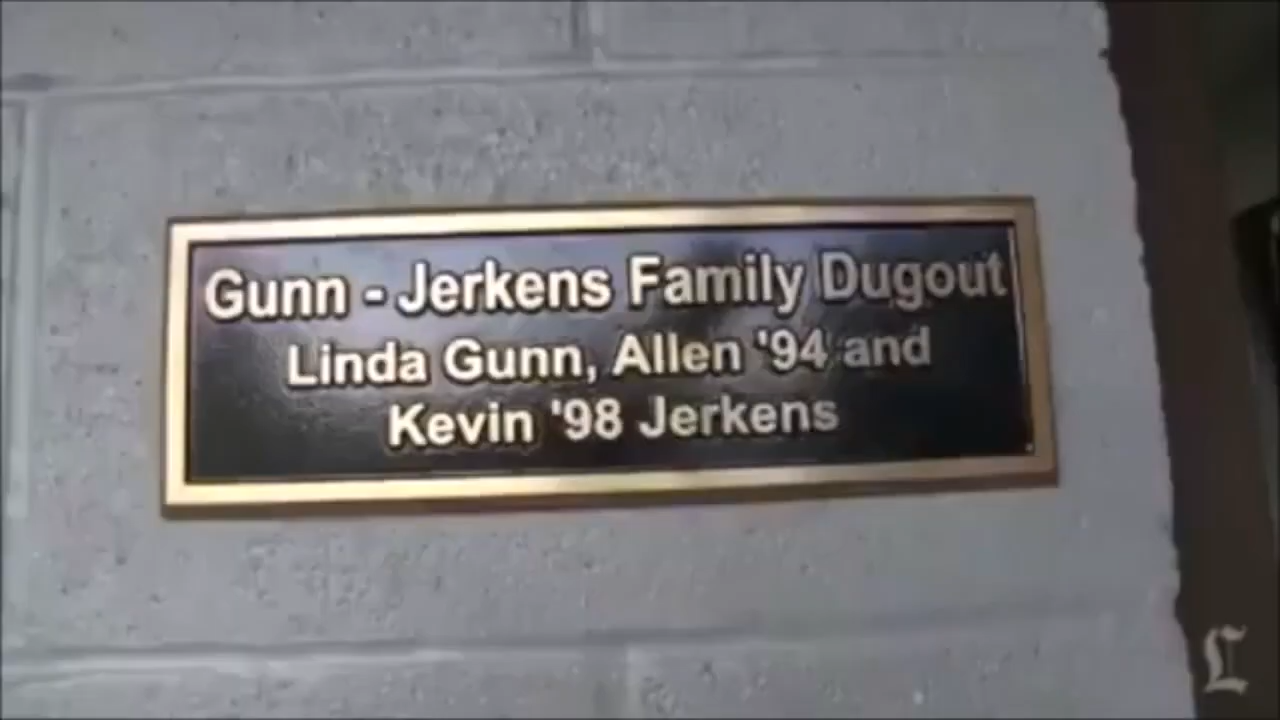 Gunn - Jerkens Family Dugout
Linda Gunn, Allen '94 and
Kevin '98 Jerkens
L